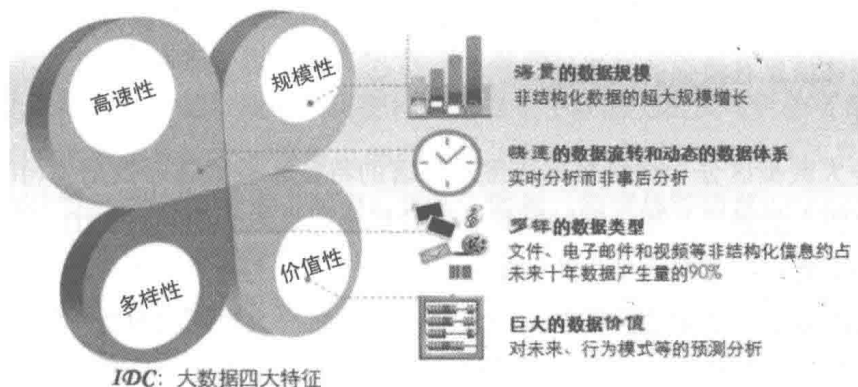 高速性
规模性
多样性
价值性
海量的数据规模
非结构化数据的超大规模增长
快速的数据流转和动态的数据体系
实时分析而非事后分析
多样的数据类型
文件、电子邮件和视频等非结构化信息约占
未来十年数据产生量的90%
巨大的数据价值
对未来、行为模式等的预测分析
IDC：大数据四大特征